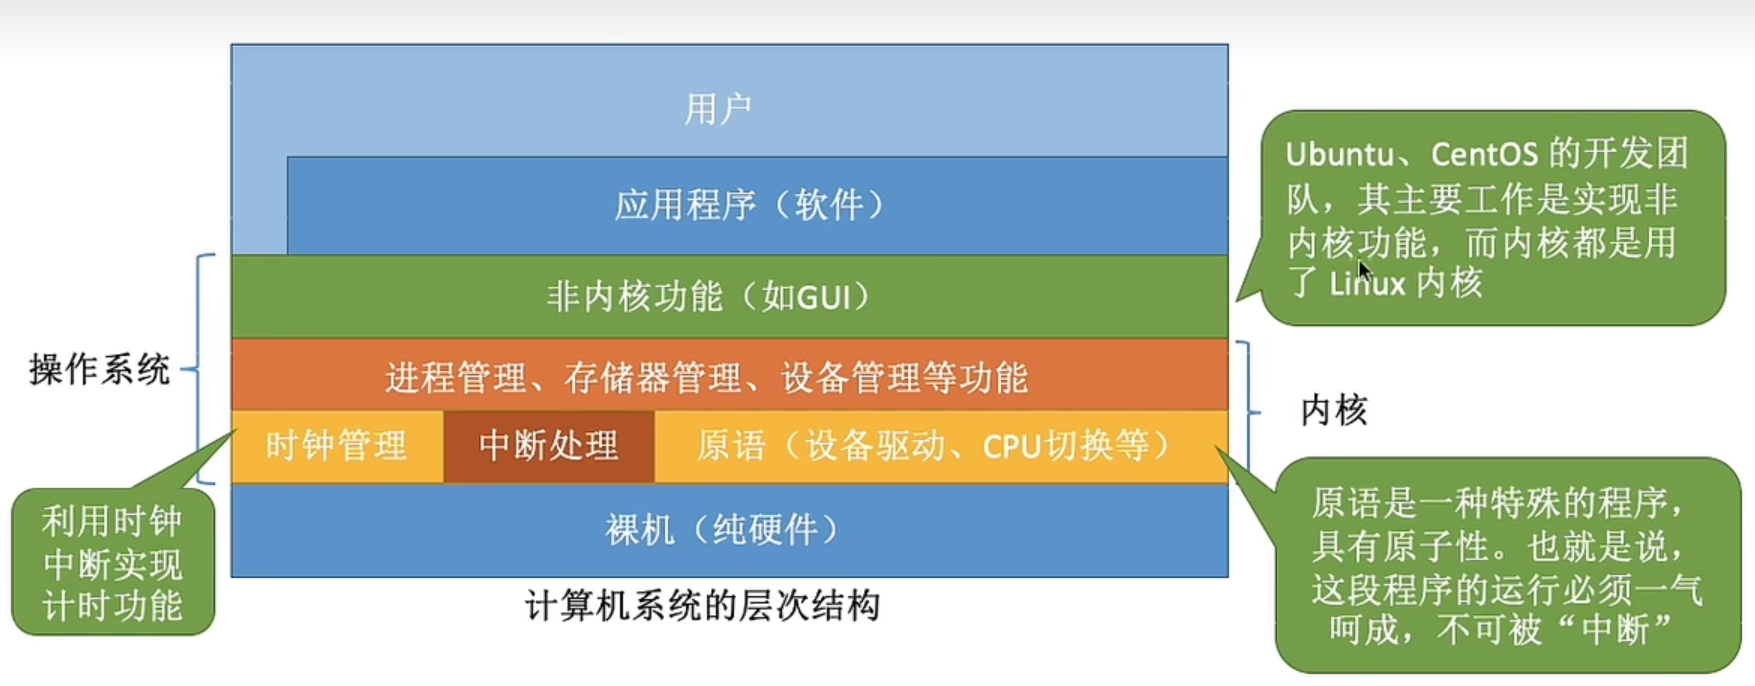 用户
应用程序（软件）
Ubuntu、CentOS 的开发团
队，其主要工作是实现非
内核功能，而内核都是用
了 Linux 内核
非内核功能（如GUI）
操作系统
进程管理、存储器管理、设备管理等功能
内核
时钟管理
中断处理
原语（设备驱动、CPU切换等）
利用时钟
中断实现
计时功能
裸机（纯硬件）
原语是一种特殊的程序，
具有原子性。也就是说，
这段程序的运行必须一气
呵成，不可被“中断”
计算机系统的层次结构